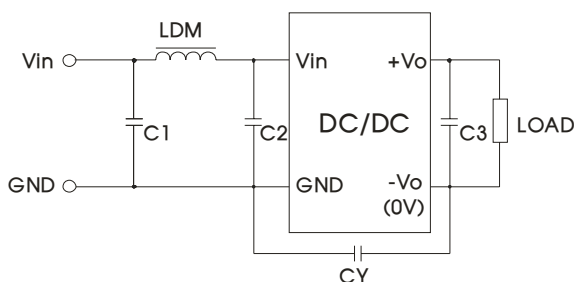 LDM
Vin
Vin
+Vo
C1
C2
DC/DC
C3
LOAD
GND
GND
-Vo
(0V)
CY